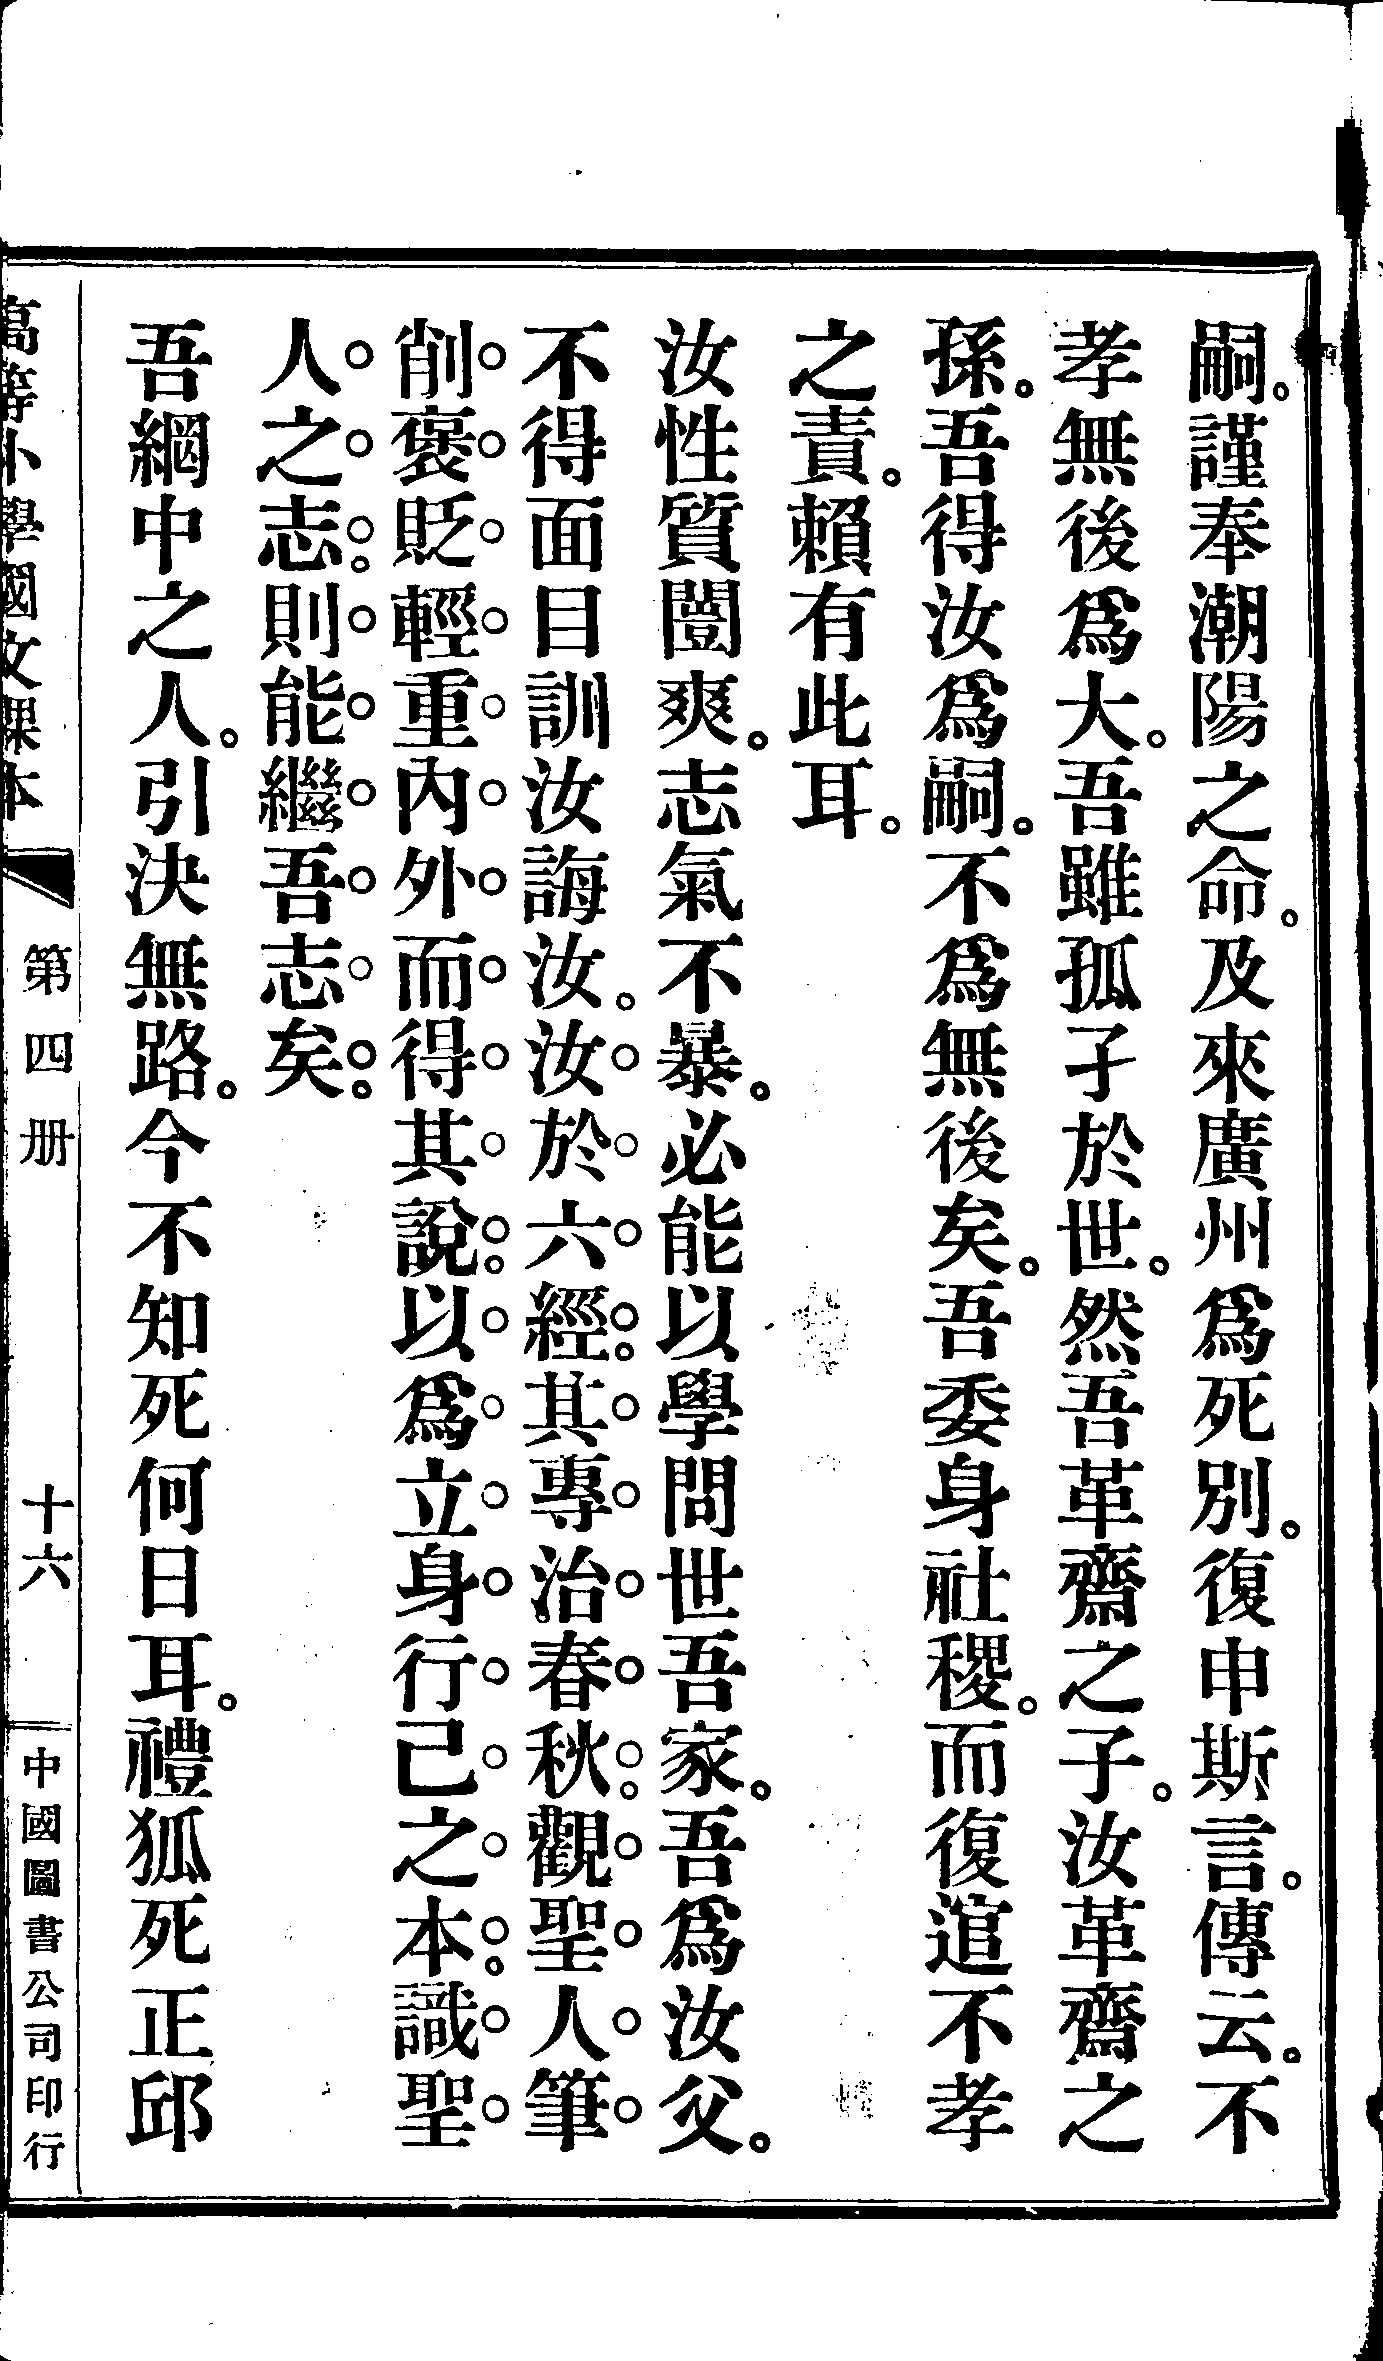 嗣。謹奉潮陽之命。及來廣州爲死別。復申斯言。傳云。不
孝無後爲大。吾雖孤孑於世。然吾革齋之子。汝革齋之
孫。吾得汝爲嗣。不爲無後矣。吾委身社稷。而復逭不孝
之責。賴有此耳。
汝性質闓爽。志氣不暴。必能以學問世吾家。吾爲汝父。
不得面目訓汝誨汝。汝於六經。其專治春秋。觀聖人筆
削褒貶輕重內外而得其說。以爲立身行己之本。識聖
人之志。則能繼吾志矣。
吾網中之人。引決無路。今不知死何日耳。禮狐死正邱
高等小學國文課本 第四册 十六 中國圖書公司印行